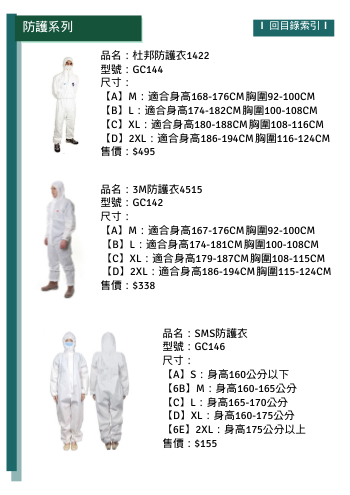 防護系列
I 回目錄索引 I
品名：杜邦防護衣1422
型號：GC144
尺寸：
【A】M：適合身高168-176CM胸圍92-100CM
【B】L：適合身高174-182CM胸圍100-108CM
【C】XL：適合身高180-188CM胸圍108-116CM
【D】2XL：適合身高186-194CM胸圍116-124CM
售價：$495
品名：3M防護衣4515
型號：GC142
尺寸：
【A】M：適合身高167-176CM胸圍92-100CM
【B】L：適合身高174-181CM胸圍100-108CM
【C】XL：適合身高179-187CM胸圍108-115CM
【D】2XL：適合身高186-194CM胸圍115-124CM
售價：$338
品名：SMS防護衣
型號：GC146
尺寸：
【A】S：身高160公分以下
【6B】M：身高160-165公分
【C】L：身高165-170公分
【D】XL：身高160-175公分
【6E】2XL：身高175公分以上
售價：$155